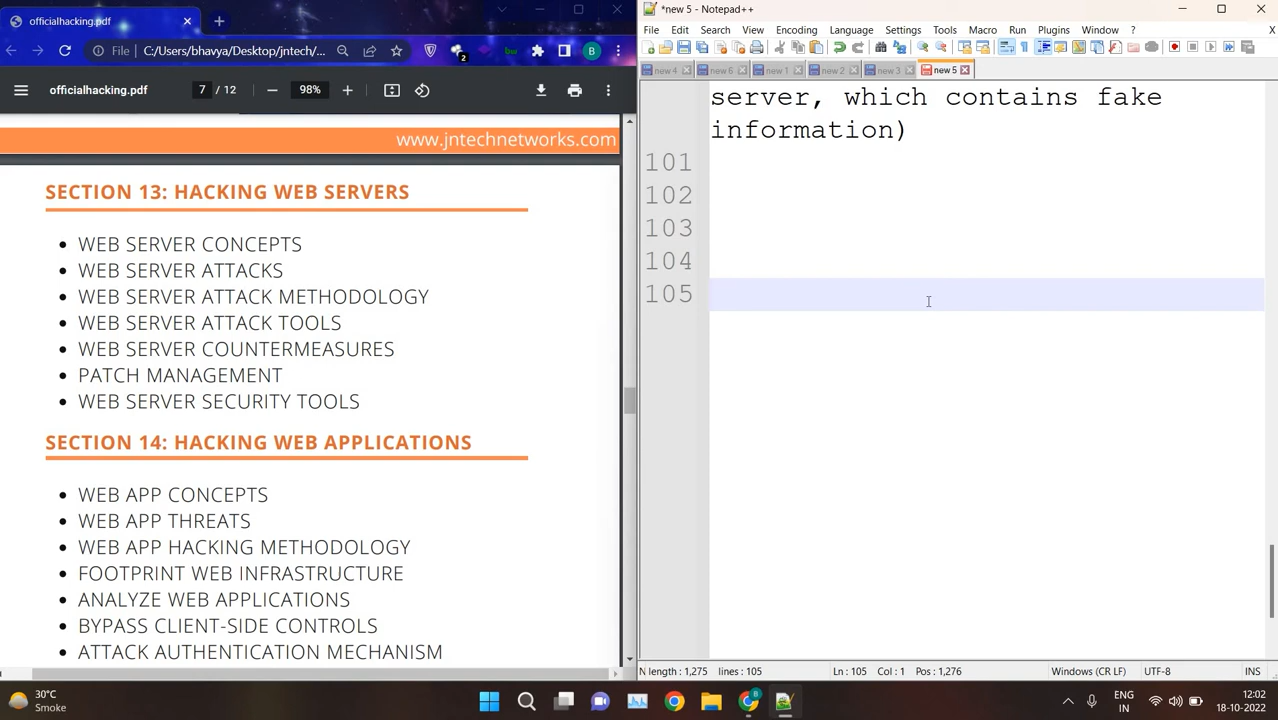 officialhacking.pdf
*new 5 - Notepad++
File Edit Search View Encoding Language Settings Tools Macro Run Plugins Window ?
X
File C:/Users/bhavya/Desktop/jntech/...
2
B
new 4
new 6
new 1
new 2
new 3
new 5
officialhacking.pdf
7 / 12
98%
www.jntechnetworks.com
SECTION 13: HACKING WEB SERVERS
• WEB SERVER CONCEPTS
• WEB SERVER ATTACKS
• WEB SERVER ATTACK METHODOLOGY
• WEB SERVER ATTACK TOOLS
• WEB SERVER COUNTERMEASURES
• PATCH MANAGEMENT
• WEB SERVER SECURITY TOOLS
SECTION 14: HACKING WEB APPLICATIONS
• WEB APP CONCEPTS
• WEB APP THREATS
• WEB APP HACKING METHODOLOGY
• FOOTPRINT WEB INFRASTRUCTURE
• ANALYZE WEB APPLICATIONS
• BYPASS CLIENT-SIDE CONTROLS
• ATTACK AUTHENTICATION MECHANISM
server, which contains fake
information)
101
102
103
104
105
N length : 1,275 lines : 105 Ln : 105 Col : 1 Pos : 1,276 Windows (CR LF) UTF-8 INS
30°C
Smoke
ENG
IN
12:02
18-10-2022